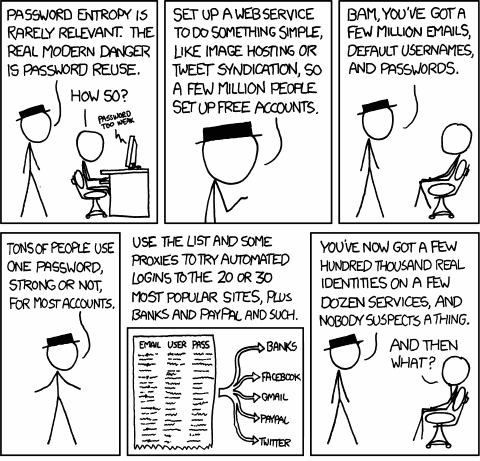 PASSWORD ENTROPY IS
RARELY RELEVANT. THE
REAL MODERN DANGER
IS PASSWORD REUSE.
HOW SO?
PASSWORD
TOO WEAK
SET UP A WEB SERVICE
TO DO SOMETHING SIMPLE,
LIKE IMAGE HOSTING OR
TWEET SYNDICATION, SO
A FEW MILLION PEOPLE
SET UP FREE ACCOUNTS.
BAM, YOU'VE GOT A
FEW MILLION EMAILS,
DEFAULT USERNAMES,
AND PASSWORDS.
TONS OF PEOPLE USE
ONE PASSWORD,
STRONG OR NOT,
FOR MOST ACCOUNTS.
USE THE LIST AND SOME
PROXIES TO TRY AUTOMATED
LOGINS TO THE 20 OR 30
MOST POPULAR SITES, PLUS
BANKS AND PAYPAL AND SUCH.
EMAIL USER PASS
BANKS
FACEBOOK
GMAIL
PAYPAL
TWITTER
YOU'VE NOW GOT A FEW
HUNDRED THOUSAND REAL
IDENTITIES ON A FEW
DOZEN SERVICES, AND
NOBODY SUSPECTS A THING.
AND THEN
WHAT?